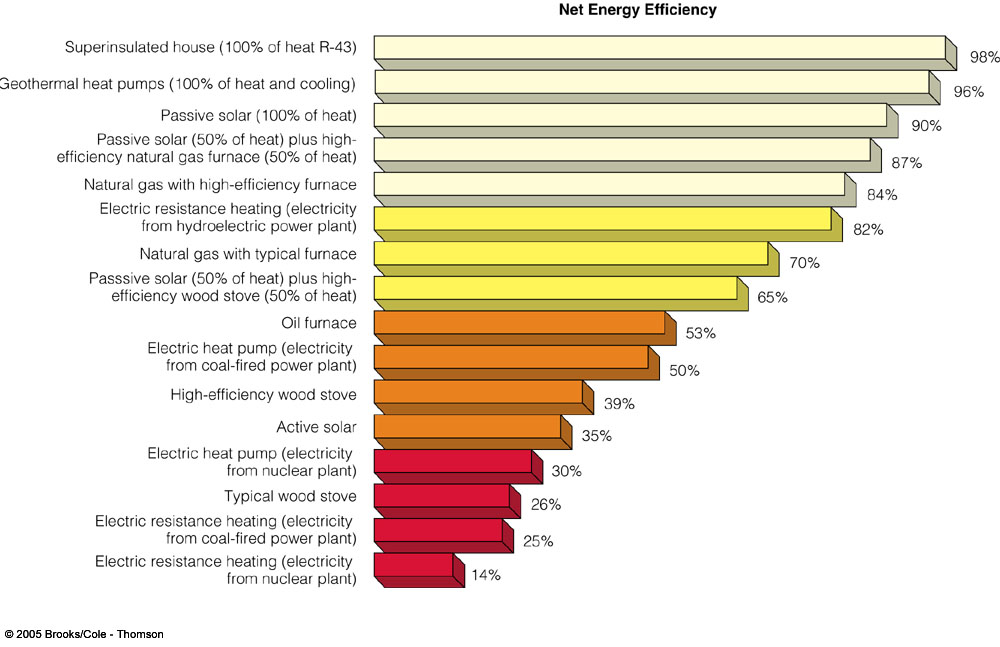 Net Energy Efficiency
Superinsulated house (100% of heat R-43)
98%
Geothermal heat pumps (100% of heat and cooling)
96%
Passive solar (100% of heat)
90%
Passive solar (50% of heat) plus high-
efficiency natural gas furnace (50% of heat)
87%
Natural gas with high-efficiency furnace
84%
Electric resistance heating (electricity
from hydroelectric power plant)
82%
Natural gas with typical furnace
70%
Passsive solar (50% of heat) plus high-
efficiency wood stove (50% of heat)
65%
Oil furnace
53%
Electric heat pump (electricity
from coal-fired power plant)
50%
High-efficiency wood stove
39%
Active solar
35%
Electric heat pump (electricity
from nuclear plant)
30%
Typical wood stove
26%
Electric resistance heating (electricity
from coal-fired power plant)
25%
Electric resistance heating (electricity
from nuclear plant)
14%
© 2005 Brooks/Cole - Thomson